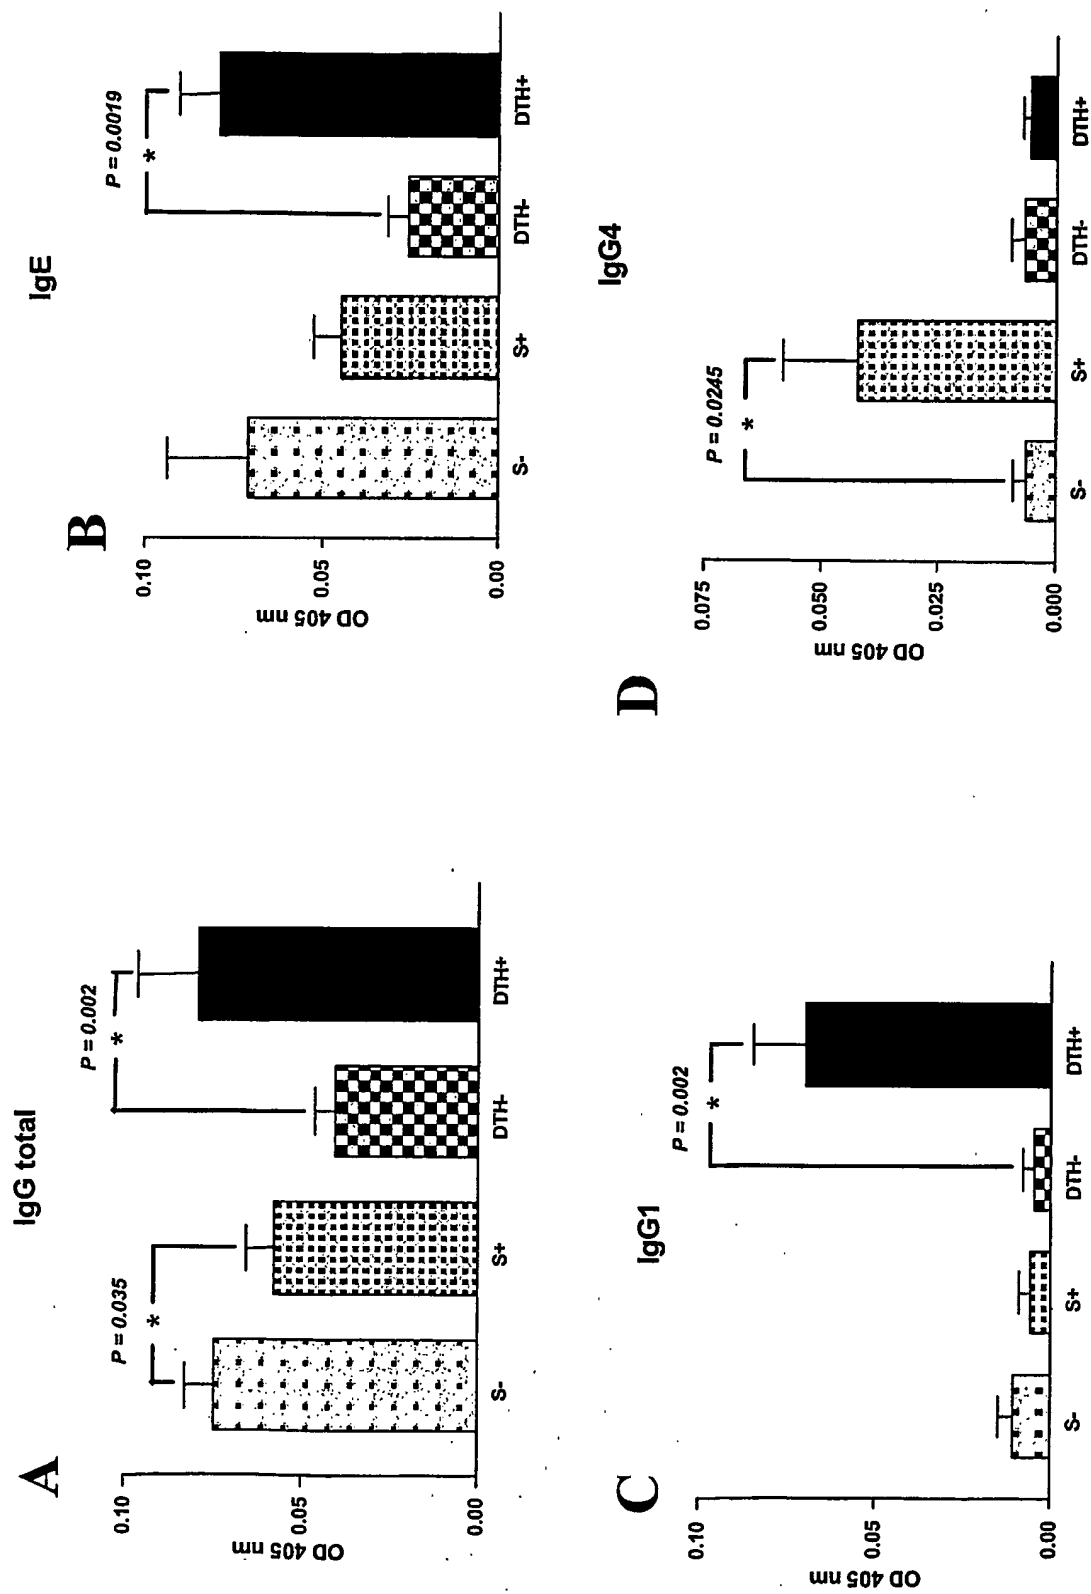 A
IgG total
P = 0.035
*
P = 0.002
*
0.10
0.05
0.00
OD 405 nm
S-
S+
DTH-
DTH+
B
IgE
P = 0.0019
*
0.10
0.05
0.00
OD 405 nm
S-
S+
DTH-
DTH+
C
IgG1
P = 0.002
*
0.10
0.05
0.00
OD 405 nm
S-
S+
DTH-
DTH+
D
IgG4
P = 0.0245
*
0.075
0.050
0.025
0.000
OD 405 nm
S-
S+
DTH-
DTH+